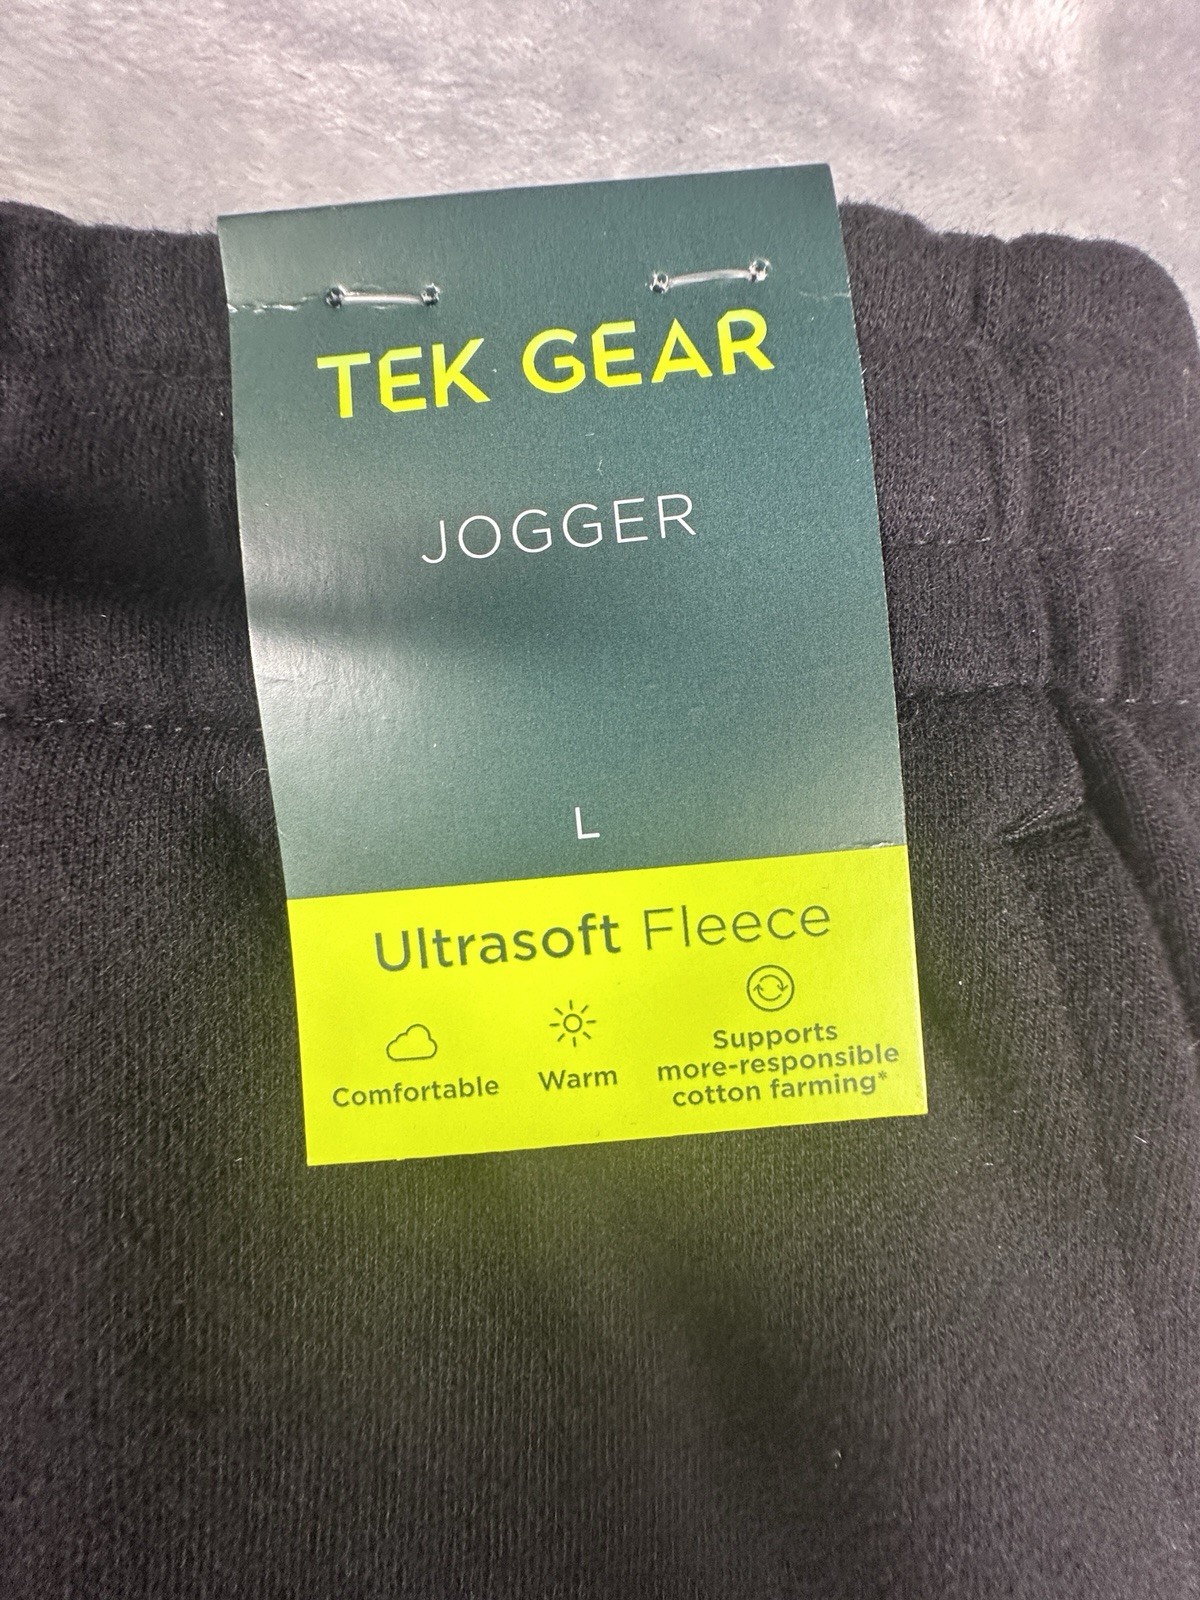 TEK GEAR
JOGGER
L
Ultrasoft Fleece
Comfortable
Warm
Supports
more-responsible
cotton farming*